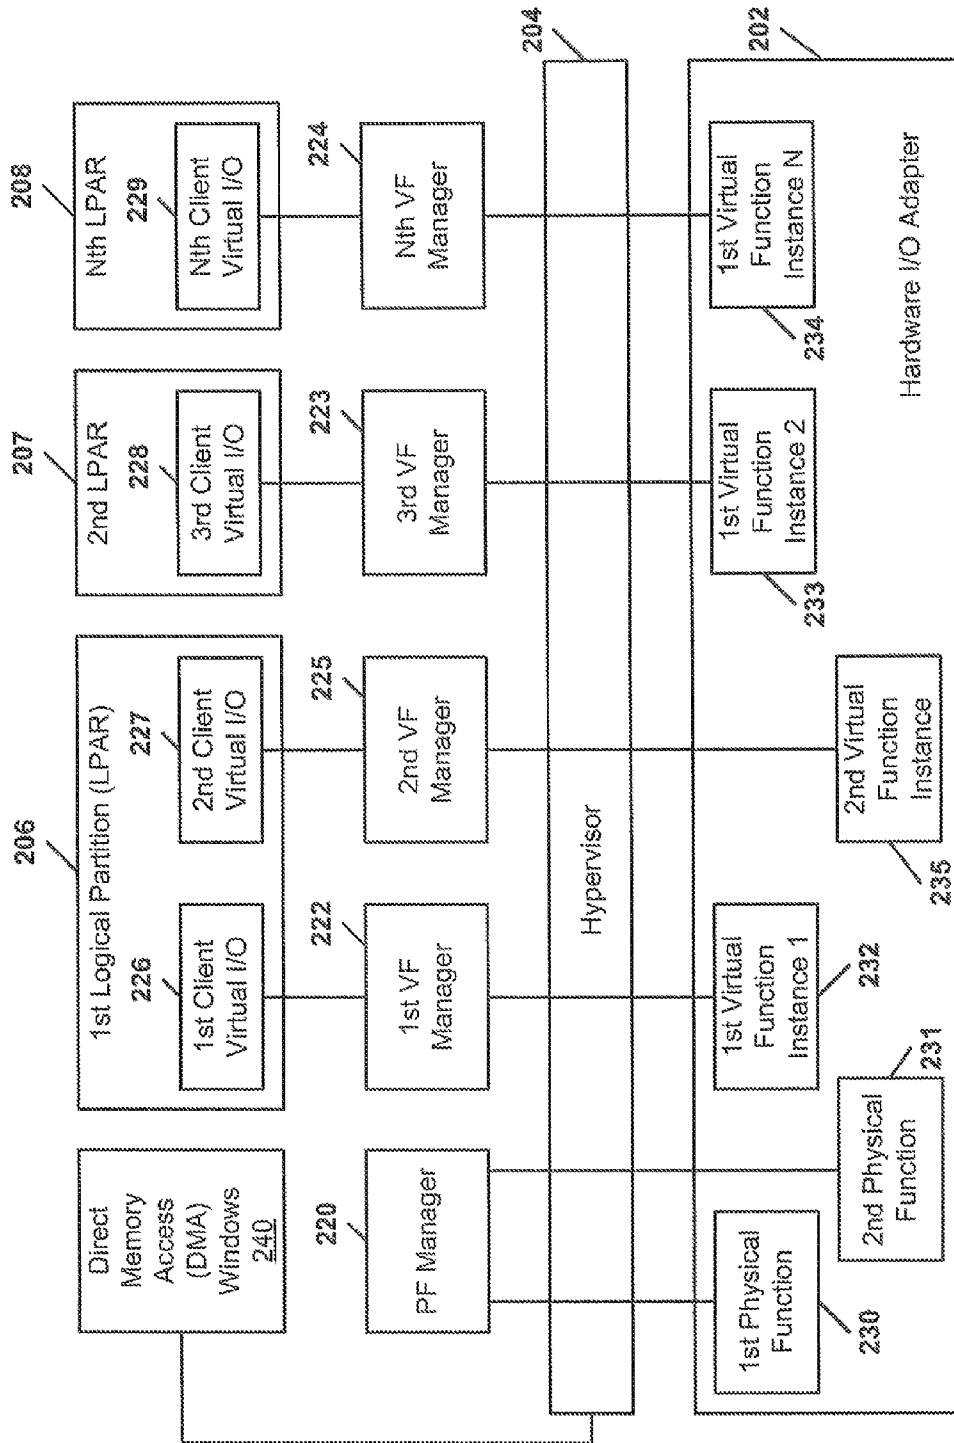 206
1st Logical Partition (LPAR)
207
2nd LPAR
208
Nth LPAR
Direct
Memory
Access
(DMA)
Windows
240
226
1st Client
Virtual I/O
227
2nd Client
Virtual I/O
228
3rd Client
Virtual I/O
229
Nth Client
Virtual I/O
220
PF Manager
222
1st VF
Manager
225
2nd VF
Manager
223
3rd VF
Manager
224
Nth VF
Manager
204
Hypervisor
202
1st Physical
Function
230
2nd Physical
Function
231
1st Virtual
Function
Instance 1
232
2nd Virtual
Function
Instance
235
1st Virtual
Function
Instance 2
233
1st Virtual
Function
Instance N
234
Hardware I/O Adapter